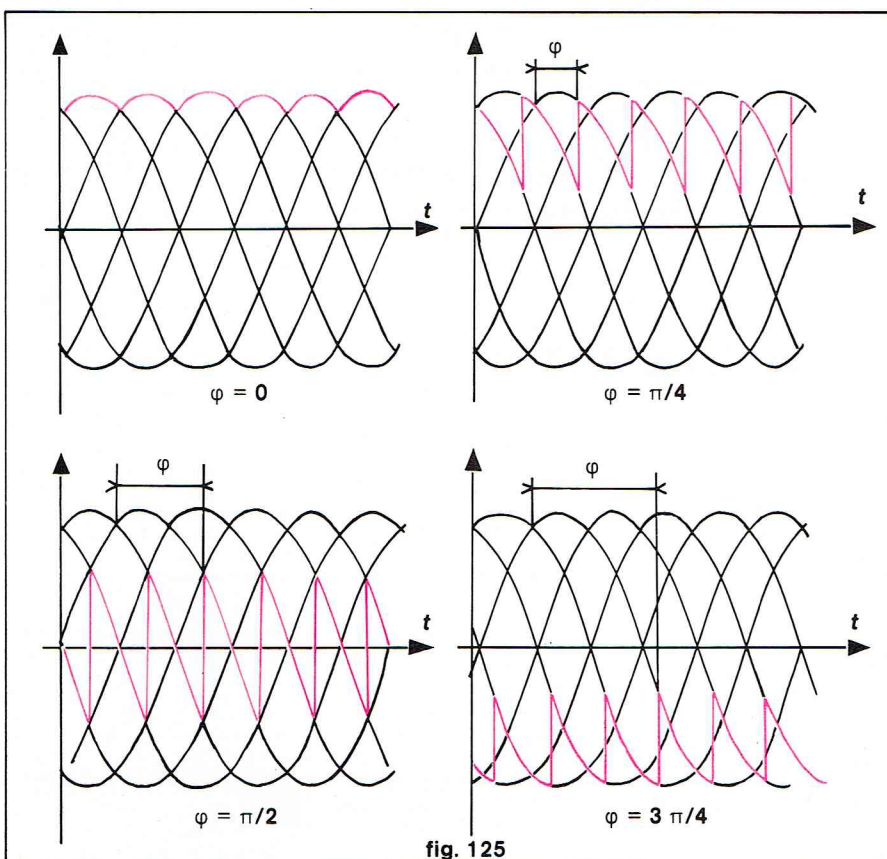 φ
t
t
φ = 0
φ = π/4
φ
φ
t
t
φ = π/2
φ = 3 π/4
fig. 125